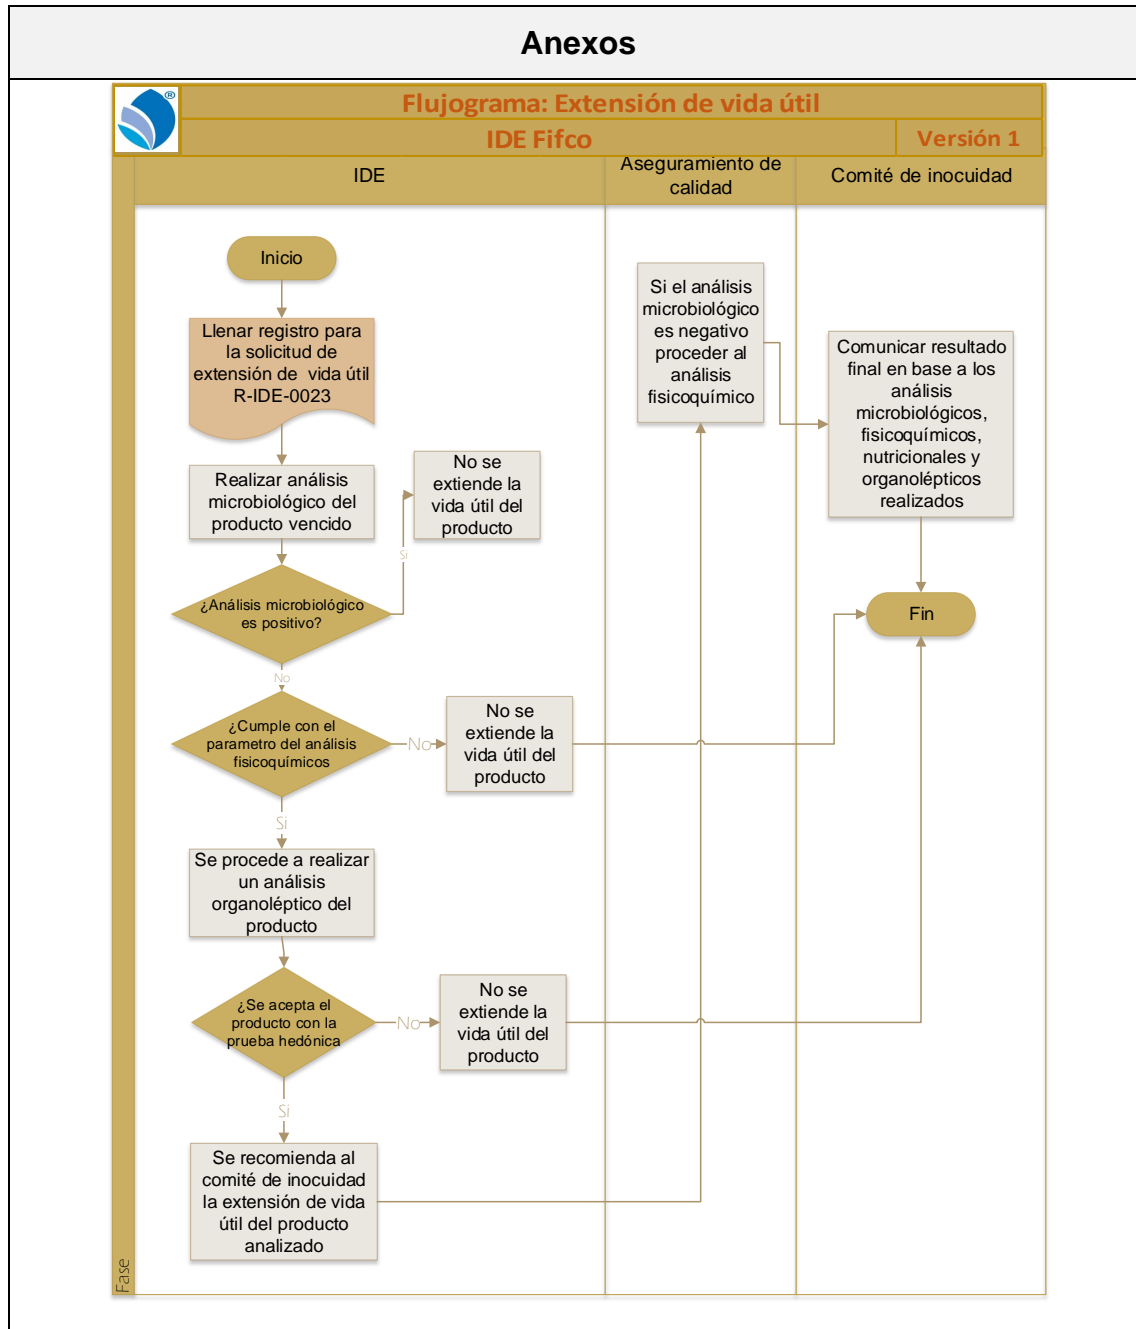 Anexos
®
Flujograma: Extensión de vida útil
IDE Fifco
Versión 1
IDE
Aseguramiento de
calidad
Comité de inocuidad
Inicio
Llenar registro para
la solicitud de
extensión de vida útil
R-IDE-0023
Realizar análisis
microbiológico del
producto vencido
No se
extiende la
vida útil del
producto
Si
¿Análisis microbiológico
es positivo?
No
¿Cumple con el
parametro del análisis
fisicoquímicos
No
No se
extiende la
vida útil del
producto
Si
Se procede a realizar
un análisis
organoléptico del
producto
¿Se acepta el
producto con la
prueba hedónica
No
No se
extiende la
vida útil del
producto
Si
Se recomienda al
comité de inocuidad
la extensión de vida
útil del producto
analizado
Si el análisis
microbiológico
es negativo
proceder al
análisis
fisicoquímico
Comunicar resultado
final en base a los
análisis
microbiológicos,
fisicoquímicos,
nutricionales y
organolépticos
realizados
Fin
Fase